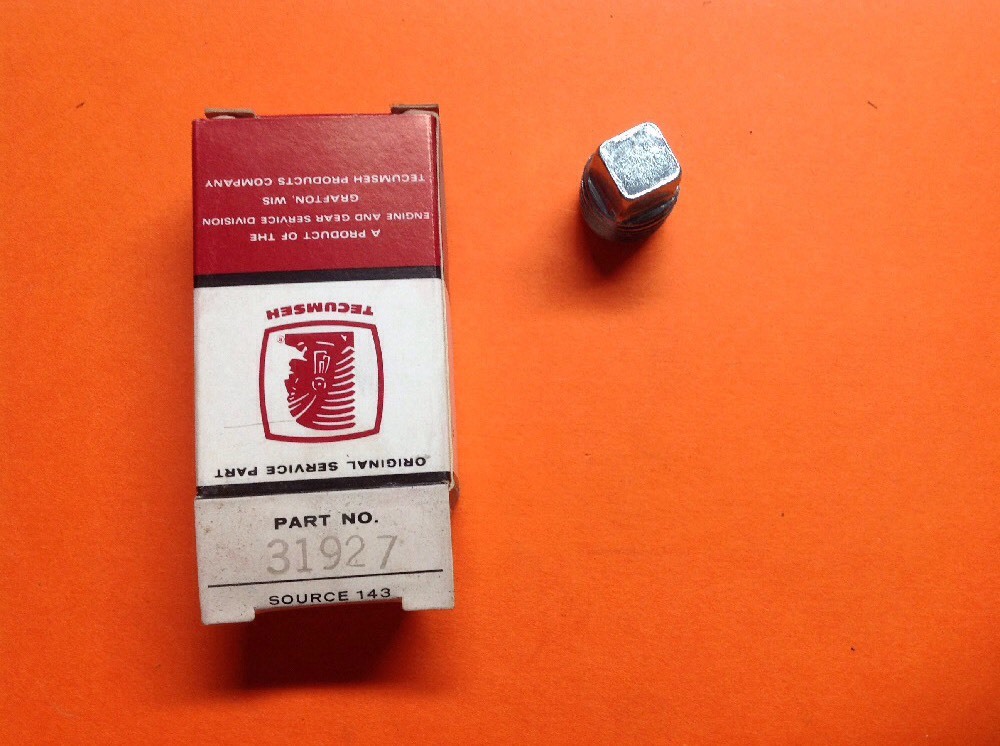 PART NO.
31927
SOURCE 143
ORIGINAL SERVICE PART
TECUMSEH
A PRODUCT OF THE
ENGINE AND GEAR SERVICE DIVISION
GRAFTON, WIS
TECUMSEH PRODUCTS COMPANY